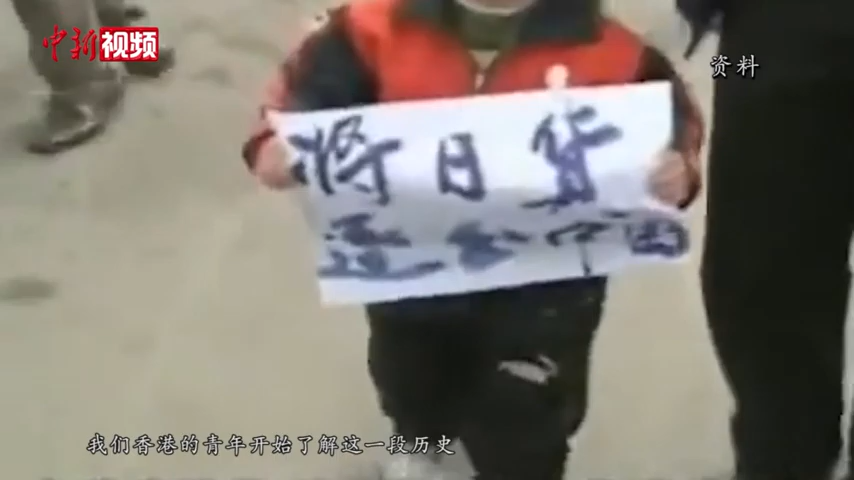 中新视频
资料
将日货
逐出中国
我们香港的青年开始了解这一段历史